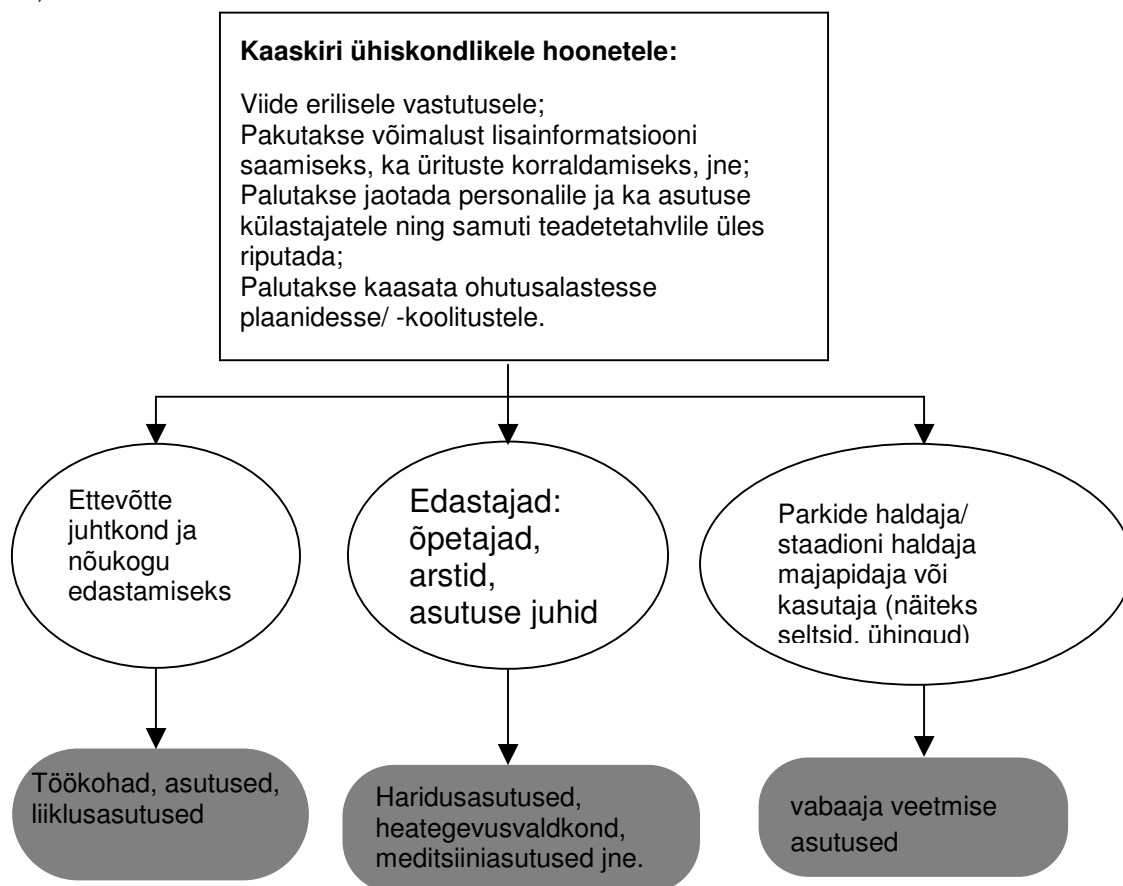 Kaaskiri ühiskondlikele hoonetele:
Viide erilisele vastutusele;
Pakutakse võimalust lisainformatsiooni
saamiseks, ka ürituste korraldamiseks, jne;
Palutakse jaotada personalile ja ka asutuse
külastajatele ning samuti teadetetahvlile üles
riputada;
Palutakse kaasata ohutusalastesse
plaanidesse/ -koolitustele.
Ettevõtte
juhtkond ja
nõukogu
edastamiseks
Edastajad:
õpetajad,
arstid,
asutuse juhid
Parkide haldaja/
staadioni haldaja
majapidaja või
kasutaja (näiteks
seltsid, ühingud)
Töökohad, asutused,
liiklusasutused
Haridusasutused,
heategevusvaldkond,
meditsiiniasutused jne.
vabaaja veetmise
asutused